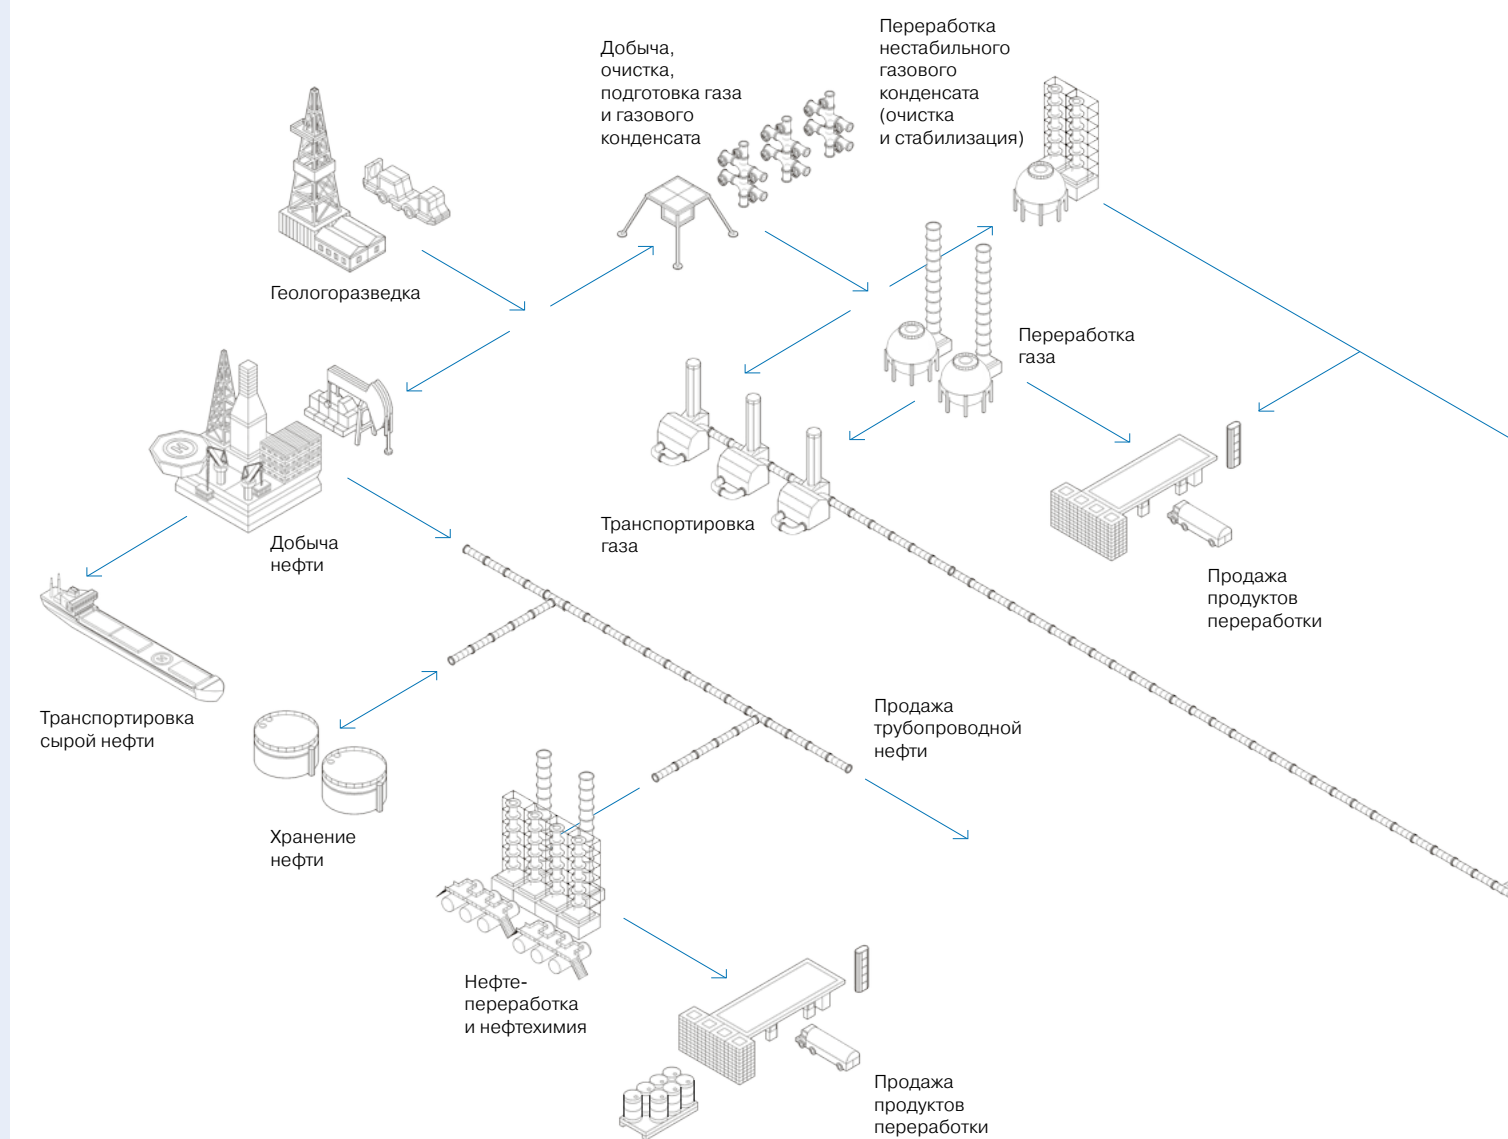 Переработка
нестабильного
газового
конденсата
(очистка
и стабилизация)
Добыча,
очистка,
подготовка газа
и газового
конденсата
Геологоразведка
Переработка
газа
Транспортировка
газа
Добыча
нефти
Продажа
продуктов
переработки
Транспортировка
сырой нефти
Продажа
трубопроводной
нефти
Хранение
нефти
Нефте-
переработка
и нефтехимия
Продажа
продуктов
переработки